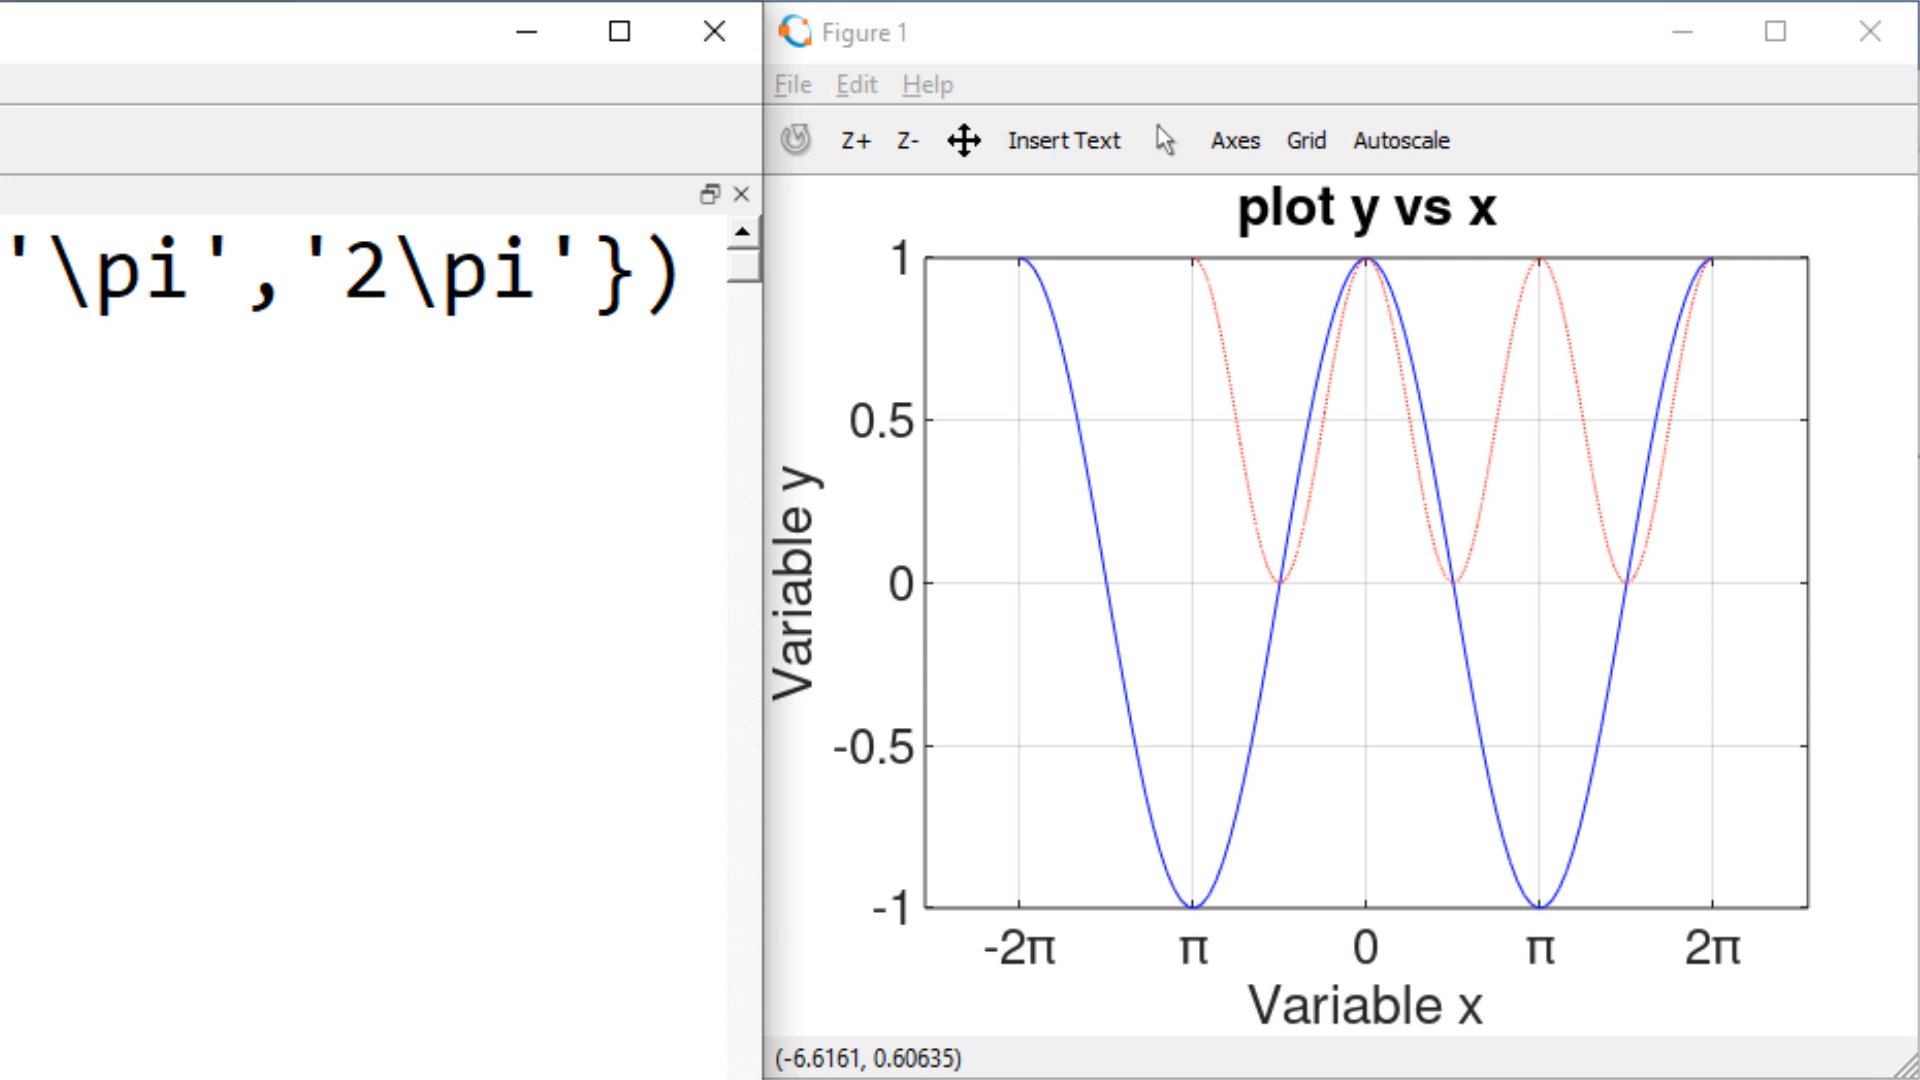 Figure 1
File Edit Help
Z+ Z- Insert Text Axes Grid Autoscale
'\pi','2\pi'})
plot y vs x
1
0.5
0
-0.5
-1
Variable y
-2π π 0 π 2π
Variable x
(-6.6161, 0.60635)